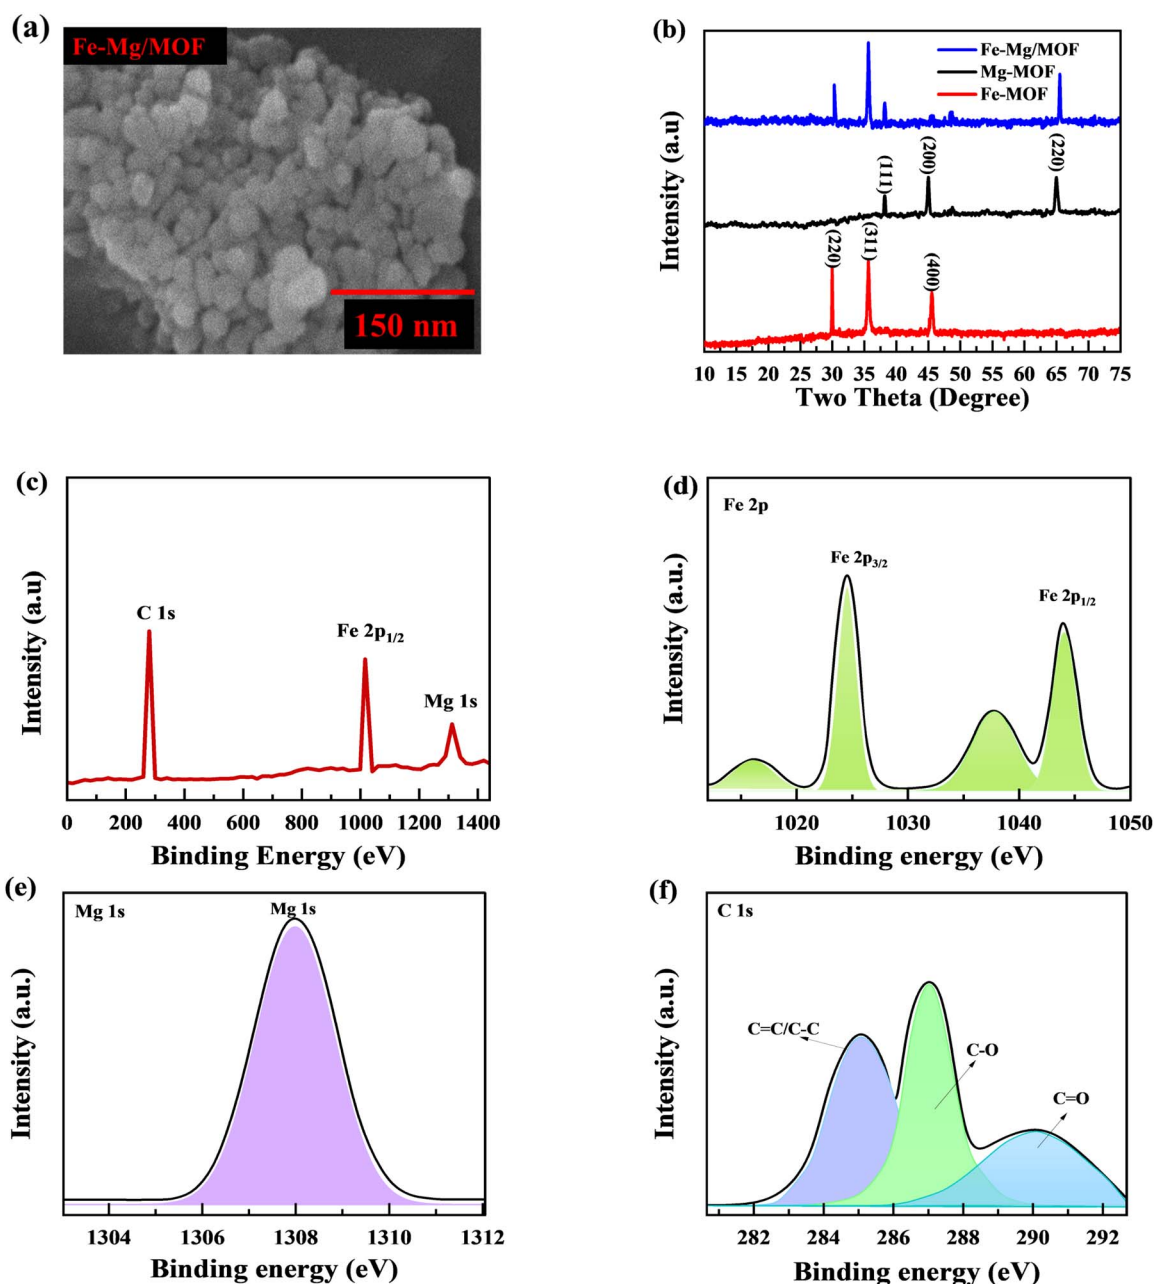 (a)
Fe-Mg/MOF
150 nm
(b)
Fe-Mg/MOF
Mg-MOF
Fe-MOF
(111)
(200)
(220)
(220)
(311)
(400)
Intensity (a.u)
10 15 20 25 30 35 40 45 50 55 60 65 70 75
Two Theta (Degree)
(c)
C 1s
Fe 2p1/2
Mg 1s
Intensity (a.u)
0 200 400 600 800 1000 1200 1400
Binding Energy (eV)
(d)
Fe 2p
Fe 2p3/2
Fe 2p1/2
Intensity (a.u.)
1020 1030 1040 1050
Binding energy (eV)
(e)
Mg 1s
Mg 1s
Intensity (a.u.)
1304 1306 1308 1310 1312
Binding energy (eV)
(f)
C 1s
C=C/C-C
C-O
C=O
Intensity (a.u.)
282 284 286 288 290 292
Binding energy (eV)